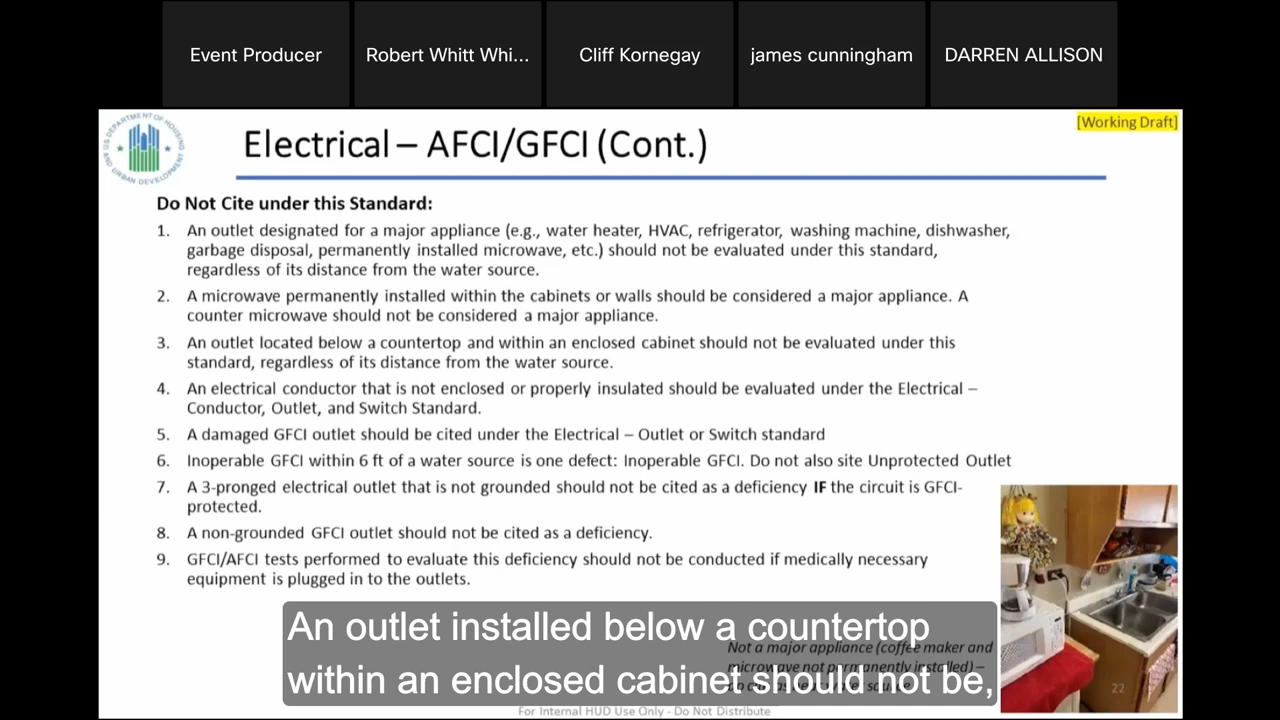 Event Producer
Robert Whitt Whi...
Cliff Kornegay
james cunningham
DARREN ALLISON
[Working Draft]
U.S. DEPARTMENT OF HOUSING AND URBAN DEVELOPMENT
Electrical – AFCI/GFCI (Cont.)
Do Not Cite under this Standard:
1. An outlet designated for a major appliance (e.g., water heater, HVAC, refrigerator, washing machine, dishwasher,
garbage disposal, permanently installed microwave, etc.) should not be evaluated under this standard,
regardless of its distance from the water source.
2. A microwave permanently installed within the cabinets or walls should be considered a major appliance. A
counter microwave should not be considered a major appliance.
3. An outlet located below a countertop and within an enclosed cabinet should not be evaluated under this
standard, regardless of its distance from the water source.
4. An electrical conductor that is not enclosed or properly insulated should be evaluated under the Electrical –
Conductor, Outlet, and Switch Standard.
5. A damaged GFCI outlet should be cited under the Electrical – Outlet or Switch standard
6. Inoperable GFCI within 6 ft of a water source is one defect: Inoperable GFCI. Do not also site Unprotected Outlet
7. A 3-pronged electrical outlet that is not grounded should not be cited as a deficiency IF the circuit is GFCI-
protected.
8. A non-grounded GFCI outlet should not be cited as a deficiency.
9. GFCI/AFCI tests performed to evaluate this deficiency should not be conducted if medically necessary
equipment is plugged in to the outlets.
An outlet installed below a countertop
within an enclosed cabinet should not be,
Not a major appliance (coffee maker and
microwave not permanently installed) –
22
For Internal HUD Use Only - Do Not Distribute